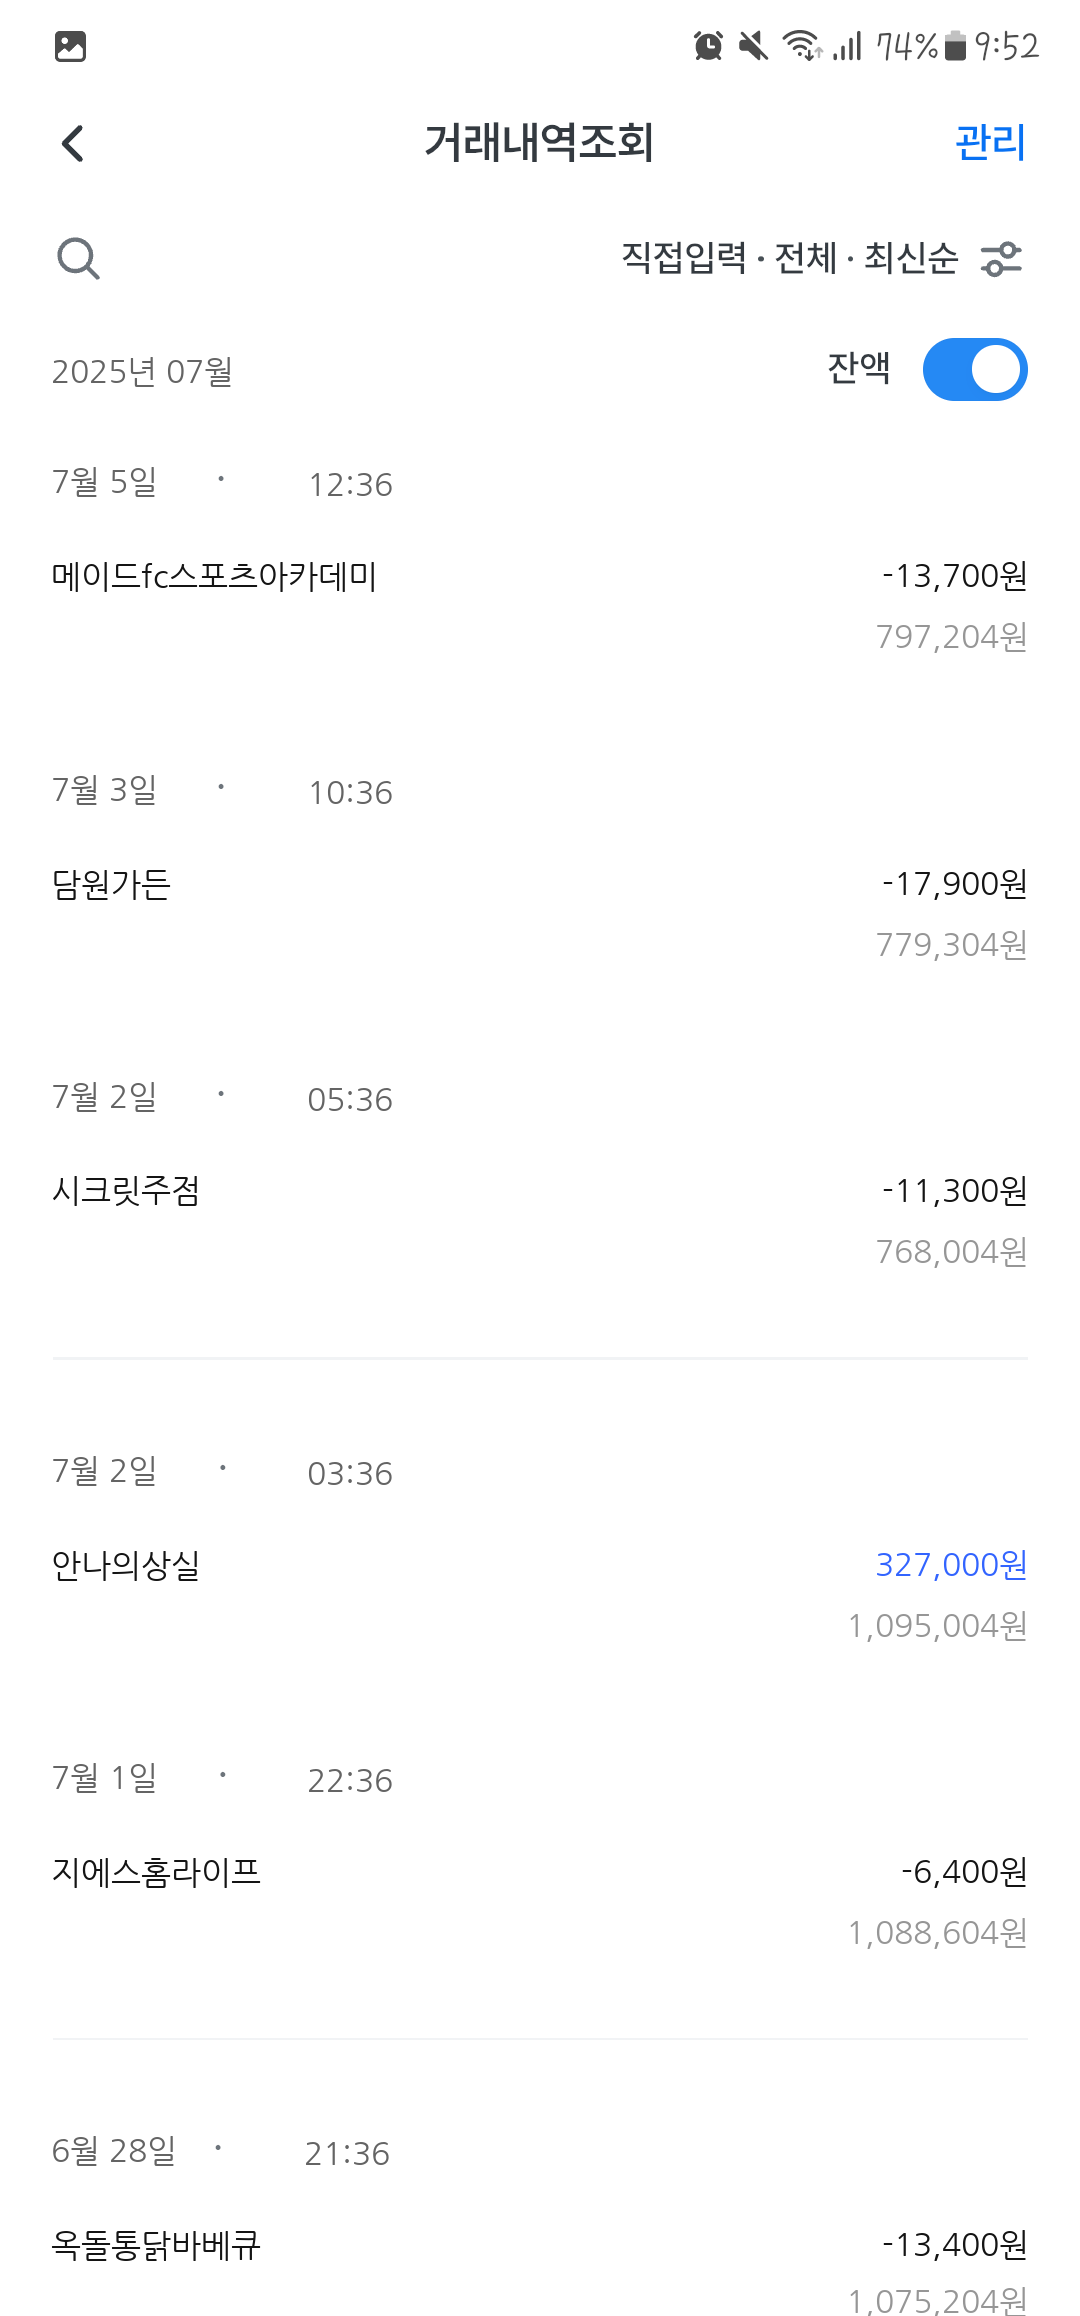 74% 9:52
거래내역조회 관리
직접입력 · 전체 · 최신순
2025년 07월 잔액
7월 5일 · 12:36
메이드fc스포츠아카데미 -13,700원
797,204원
7월 3일 · 10:36
담원가든 -17,900원
779,304원
7월 2일 · 05:36
시크릿주점 -11,300원
768,004원
7월 2일 · 03:36
안나의상실 327,000원
1,095,004원
7월 1일 · 22:36
지에스홈라이프 -6,400원
1,088,604원
6월 28일 · 21:36
옥돌통닭바베큐 -13,400원
1,075,204원